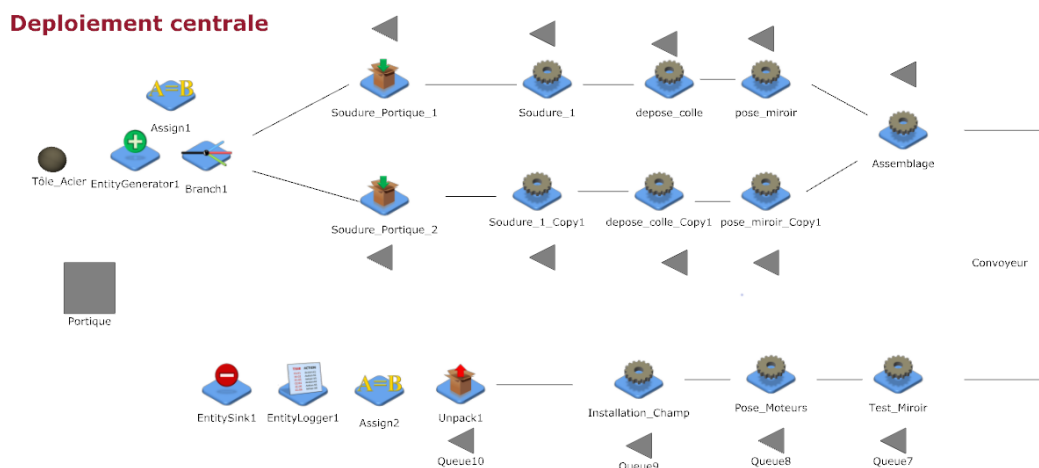 Deploiement centrale
A=B
Assign1
Soudure_Portique_1
Soudure_1
depose_colle
pose_miroir
Assemblage
Tôle_Acier
EntityGenerator1
Branch1
Soudure_Portique_2
Soudure_1_Copy1
depose_colle_Copy1
pose_miroir_Copy1
Convoyeur
Portique
EntitySink1
EntityLogger1
A=B
Assign2
Unpack1
Installation_Champ
Pose_Moteurs
Test_Miroir
Queue10
Queue9
Queue8
Queue7